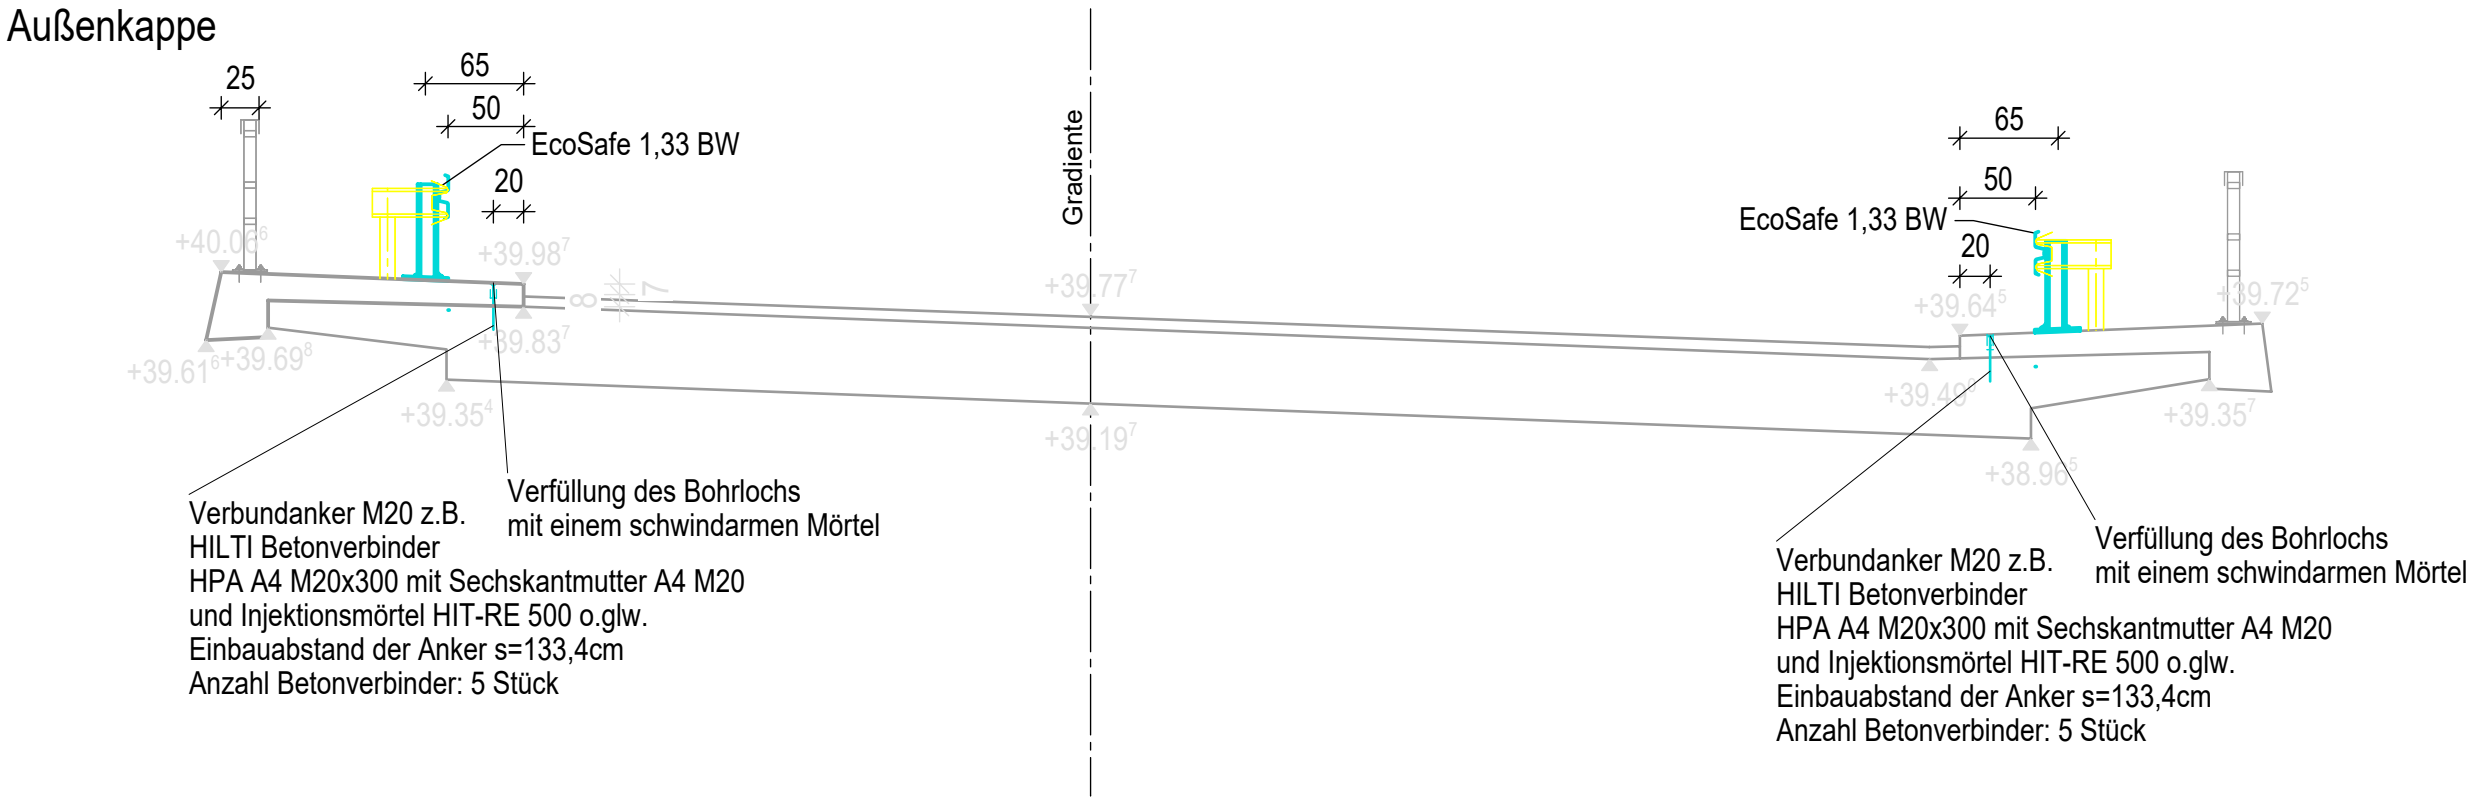 Außenkappe
25
65
50
EcoSafe 1,33 BW
20
Gradiente
65
50
EcoSafe 1,33 BW
20
+40.06⁶
+39.98⁷
8
7
+39.77⁷
+39.64⁵
+39.72⁵
+39.83⁷
+39.61⁶
+39.69⁸
+39.35⁴
+39.19⁷
+39.35⁷
+38.96⁵
Verbundanker M20 z.B.
HILTI Betonverbinder
HPA A4 M20x300 mit Sechskantmutter A4 M20
und Injektionsmörtel HIT-RE 500 o.glw.
Einbauabstand der Anker s=133,4cm
Anzahl Betonverbinder: 5 Stück
Verfüllung des Bohrlochs
mit einem schwindarmen Mörtel
Verbundanker M20 z.B.
HILTI Betonverbinder
HPA A4 M20x300 mit Sechskantmutter A4 M20
und Injektionsmörtel HIT-RE 500 o.glw.
Einbauabstand der Anker s=133,4cm
Anzahl Betonverbinder: 5 Stück
Verfüllung des Bohrlochs
mit einem schwindarmen Mörtel